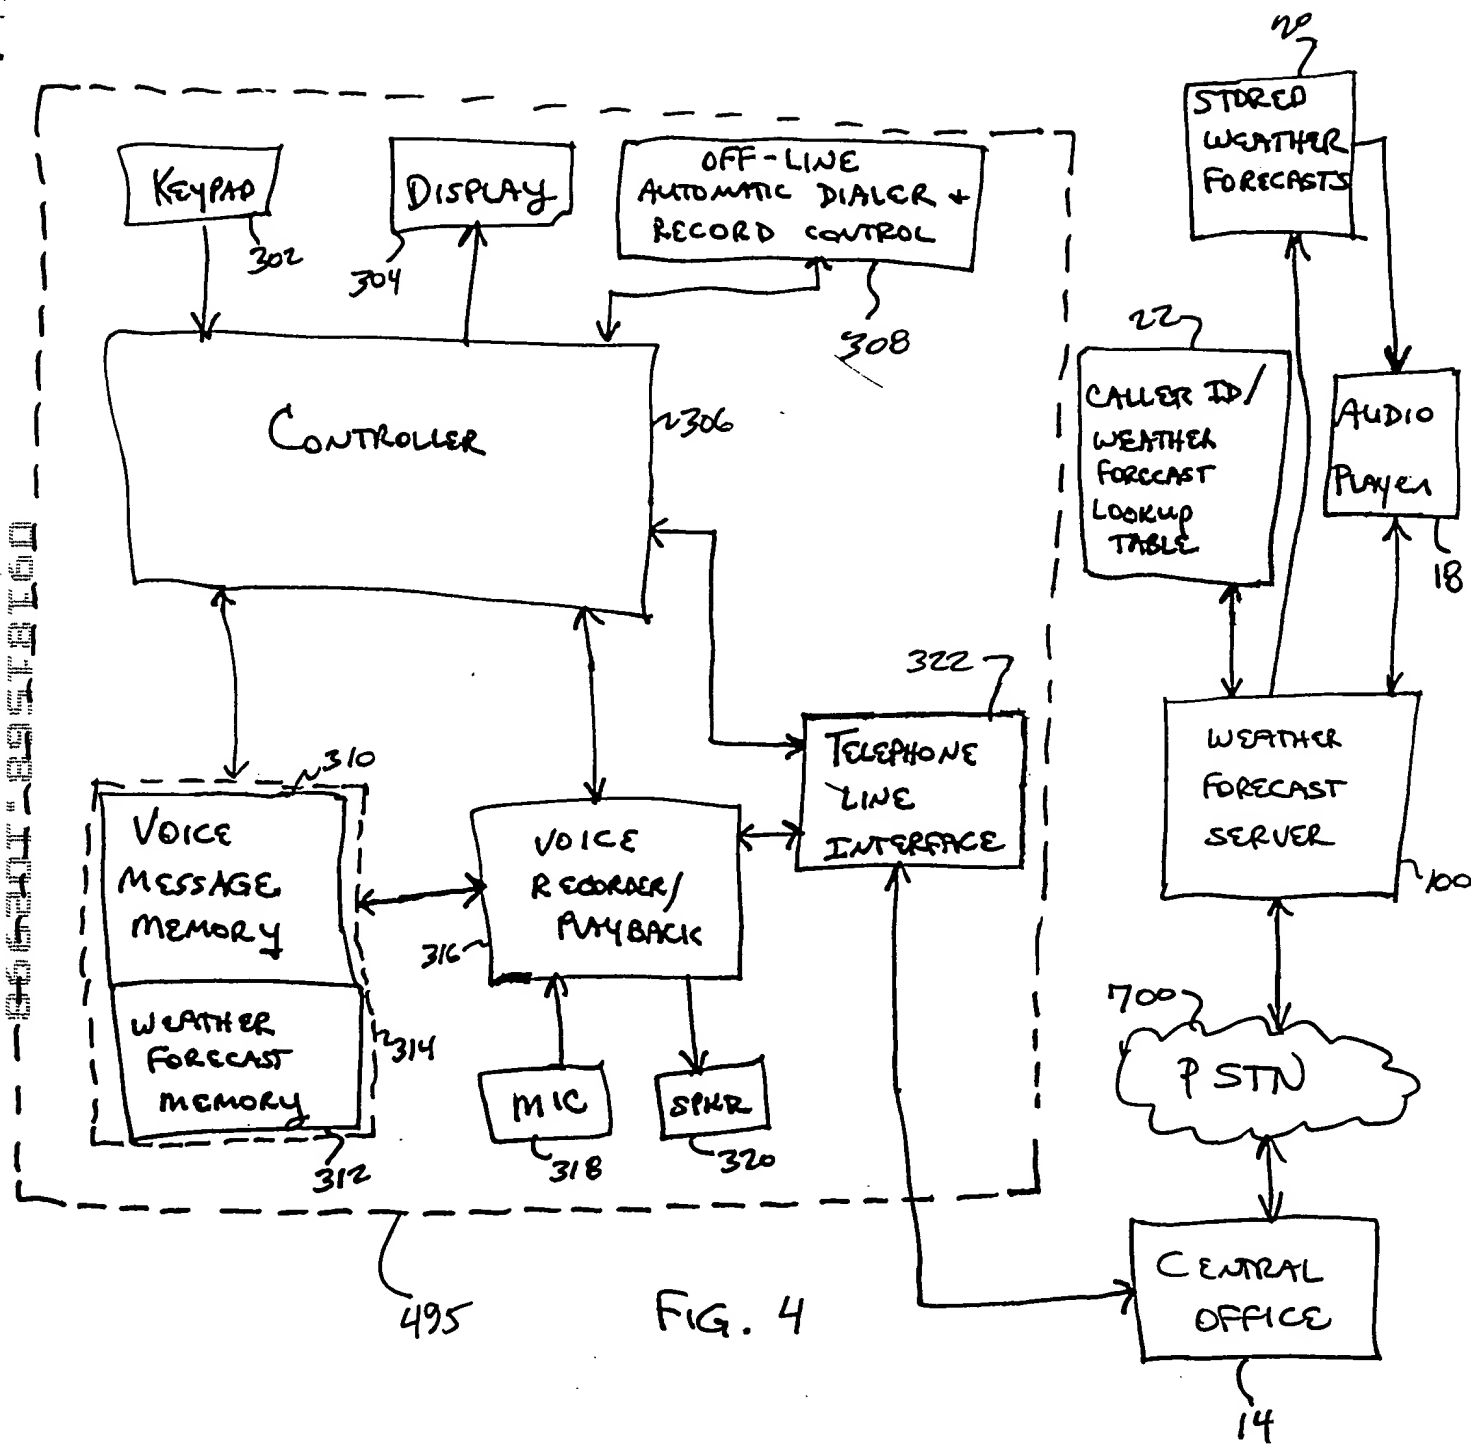 20
STORED
WEATHER
FORECASTS
KEYPAD
302
DISPLAY
304
OFF-LINE
AUTOMATIC DIALER +
RECORD CONTROL
308
CONTROLLER
306
22
CALLER ID/
WEATHER
FORECAST
LOOKUP
TABLE
AUDIO
PLAYER
18
322
TELEPHONE
LINE
INTERFACE
WEATHER
FORECAST
SERVER
100
310
VOICE
MESSAGE
MEMORY
VOICE
RECORDER/
PLAYBACK
316
WEATHER
FORECAST
MEMORY
314
312
MIC
318
SPKR
320
700
PSTN
CENTRAL
OFFICE
14
495
FIG. 4